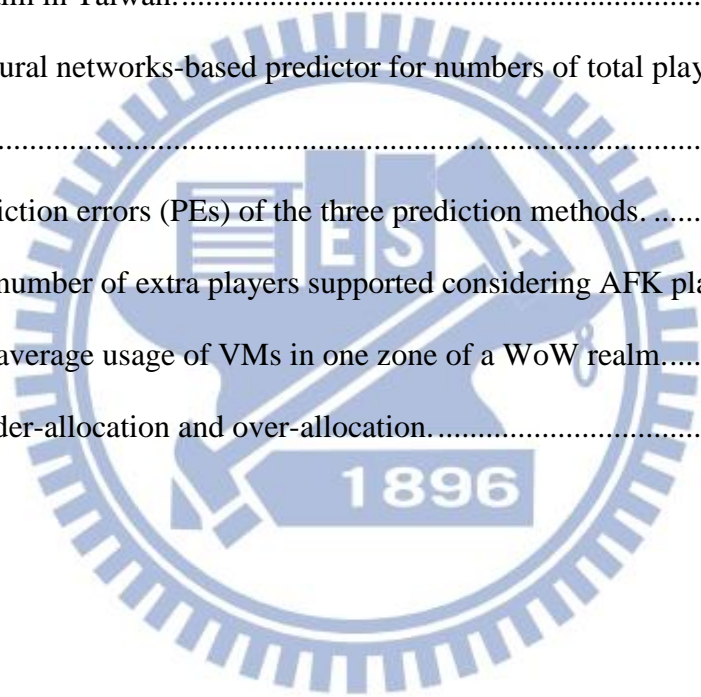 in Taiwan.
ural networks-based predictor for numbers of total
iction errors (PEs) of the three prediction methods.
number of extra players supported considering AFK
average usage of VMs in one zone of a WoW realm.
der-allocation and over-allocation.
E S A
1896